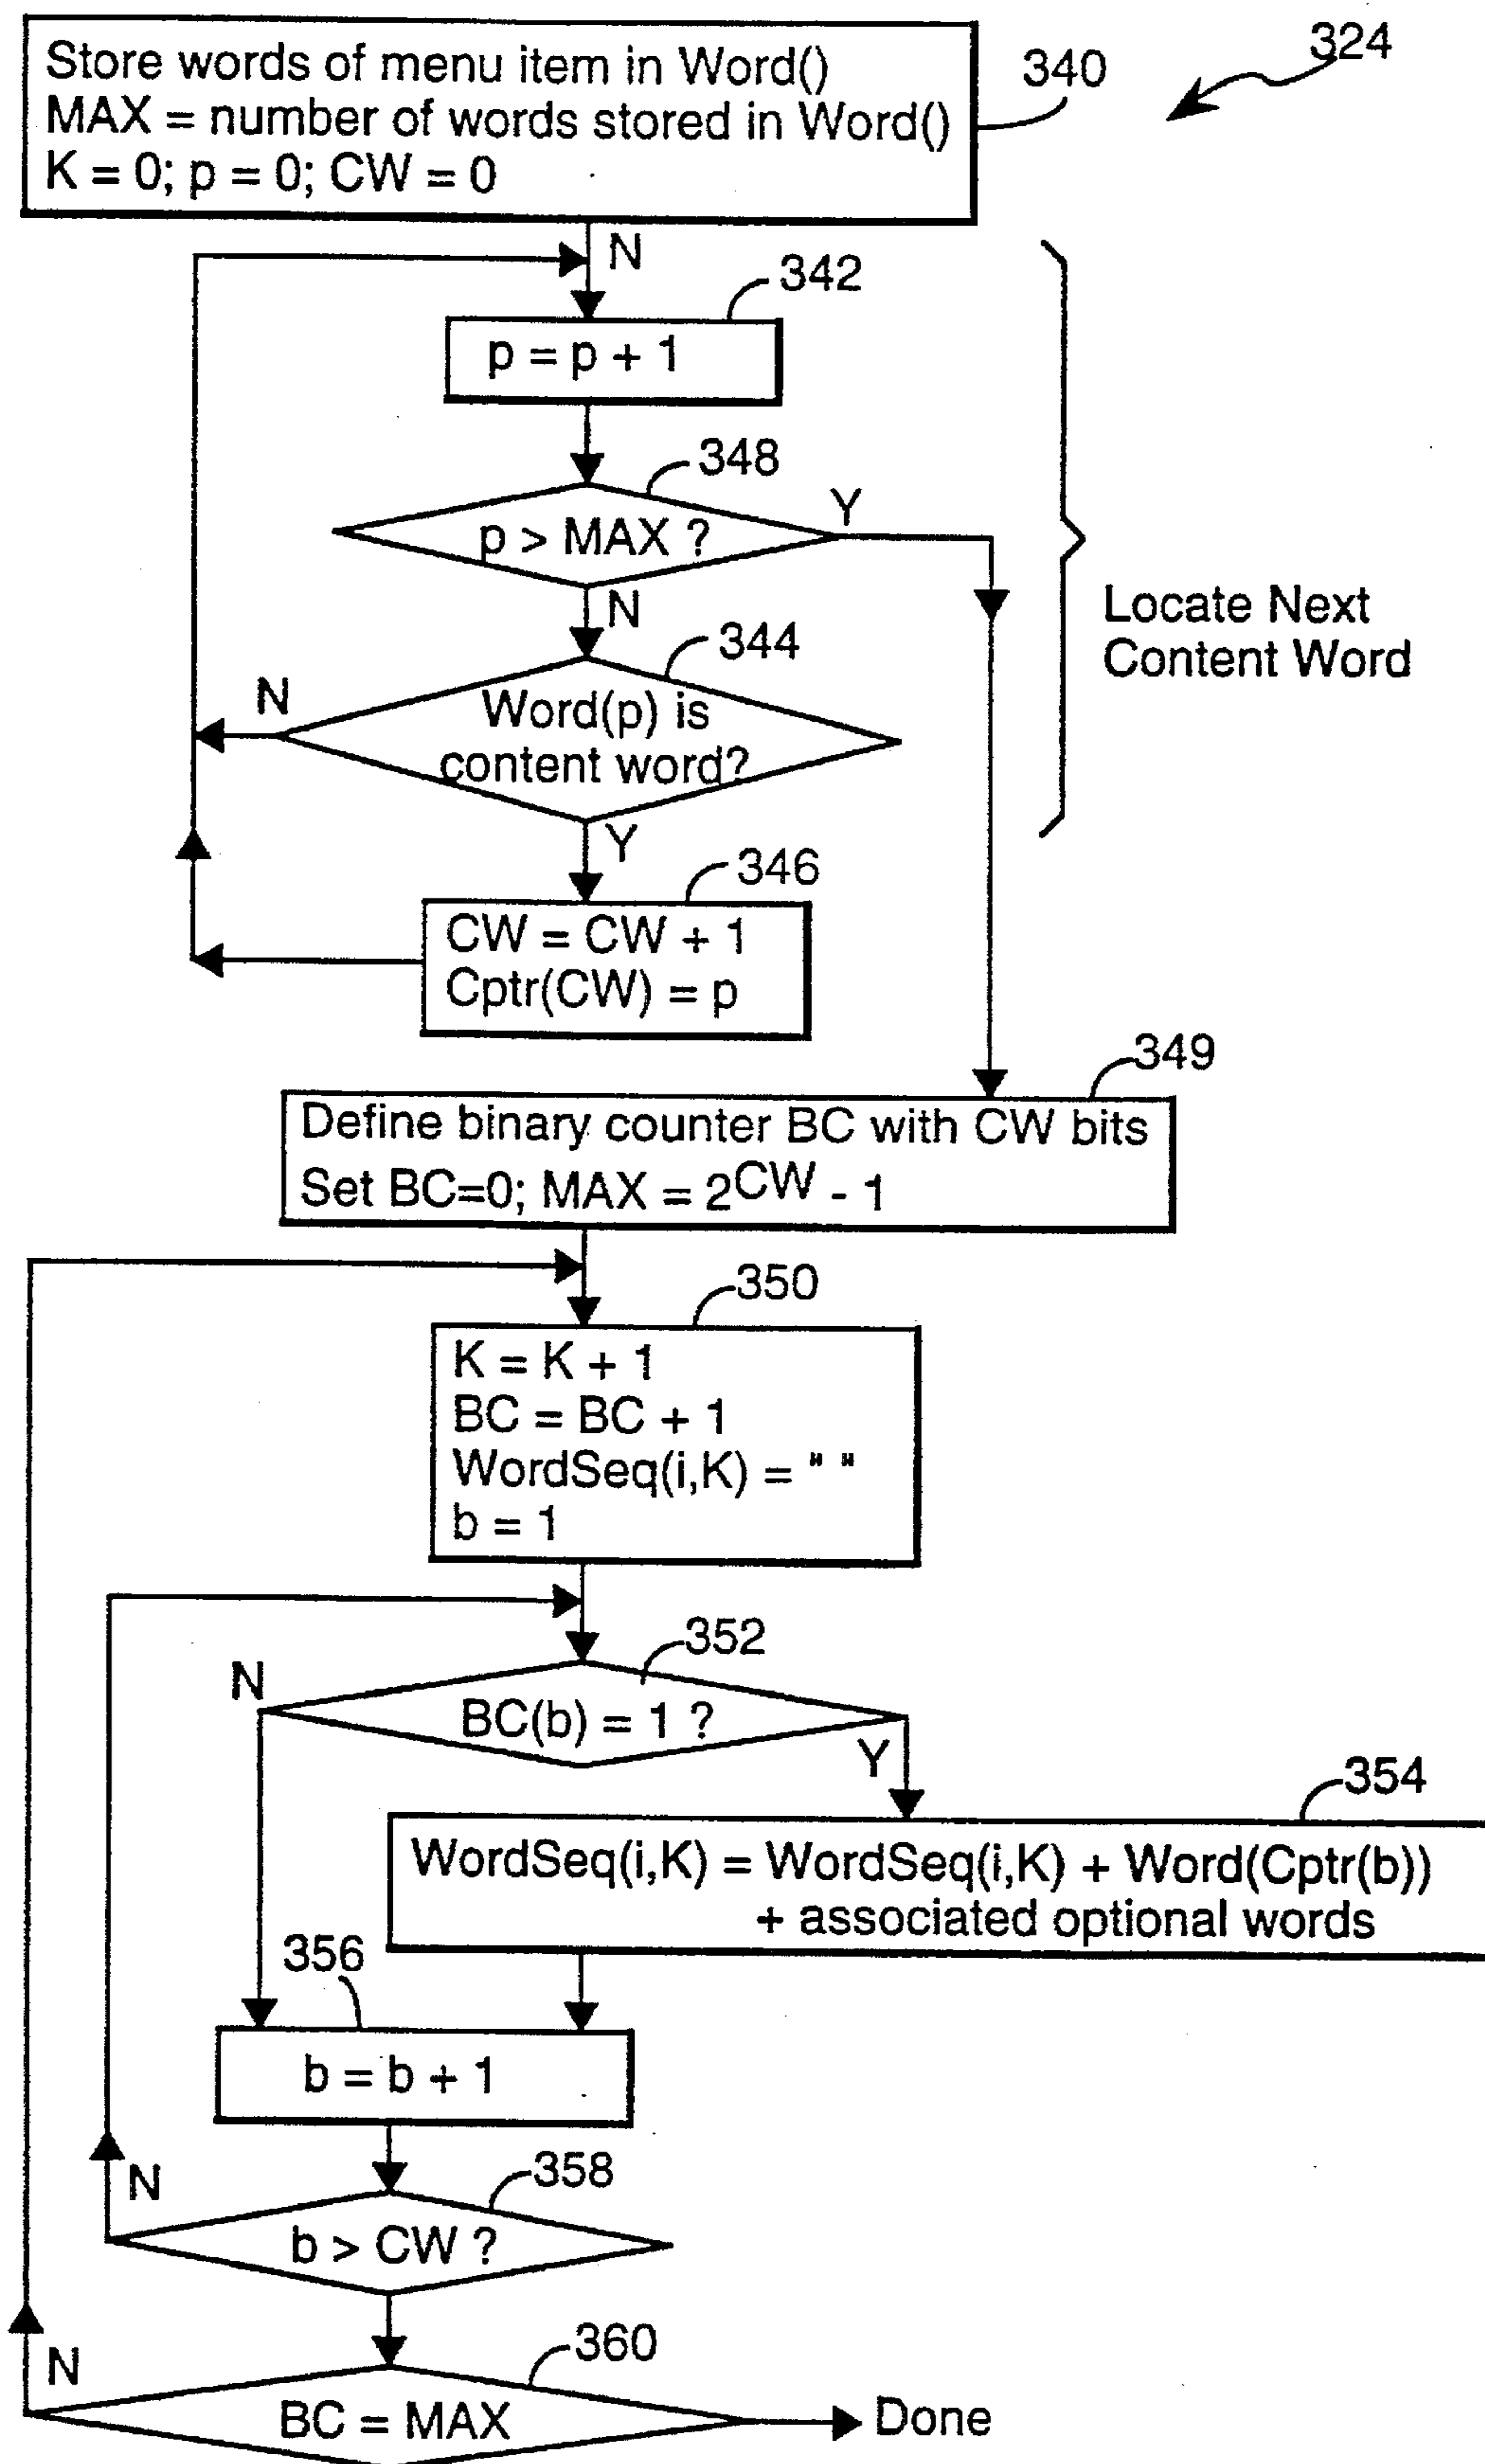 324
Store words of menu item in Word()
340
MAX = number of words stored in Word()
K = 0; p = 0; CW = 0
N
342
p = p + 1
348
p > MAX ?
Y
N
344
Locate Next
Content Word
N
Word(p) is
content word?
Y
346
CW = CW + 1
Cptr(CW) = p
349
Define binary counter BC with CW bits
Set BC=0; MAX = 2^CW - 1
350
K = K + 1
BC = BC + 1
WordSeq(i,K) = " "
b = 1
352
N
BC(b) = 1 ?
Y
354
WordSeq(i,K) = WordSeq(i,K) + Word(Cptr(b))
+ associated optional words
356
b = b + 1
N
358
b > CW ?
360
N
BC = MAX
Done